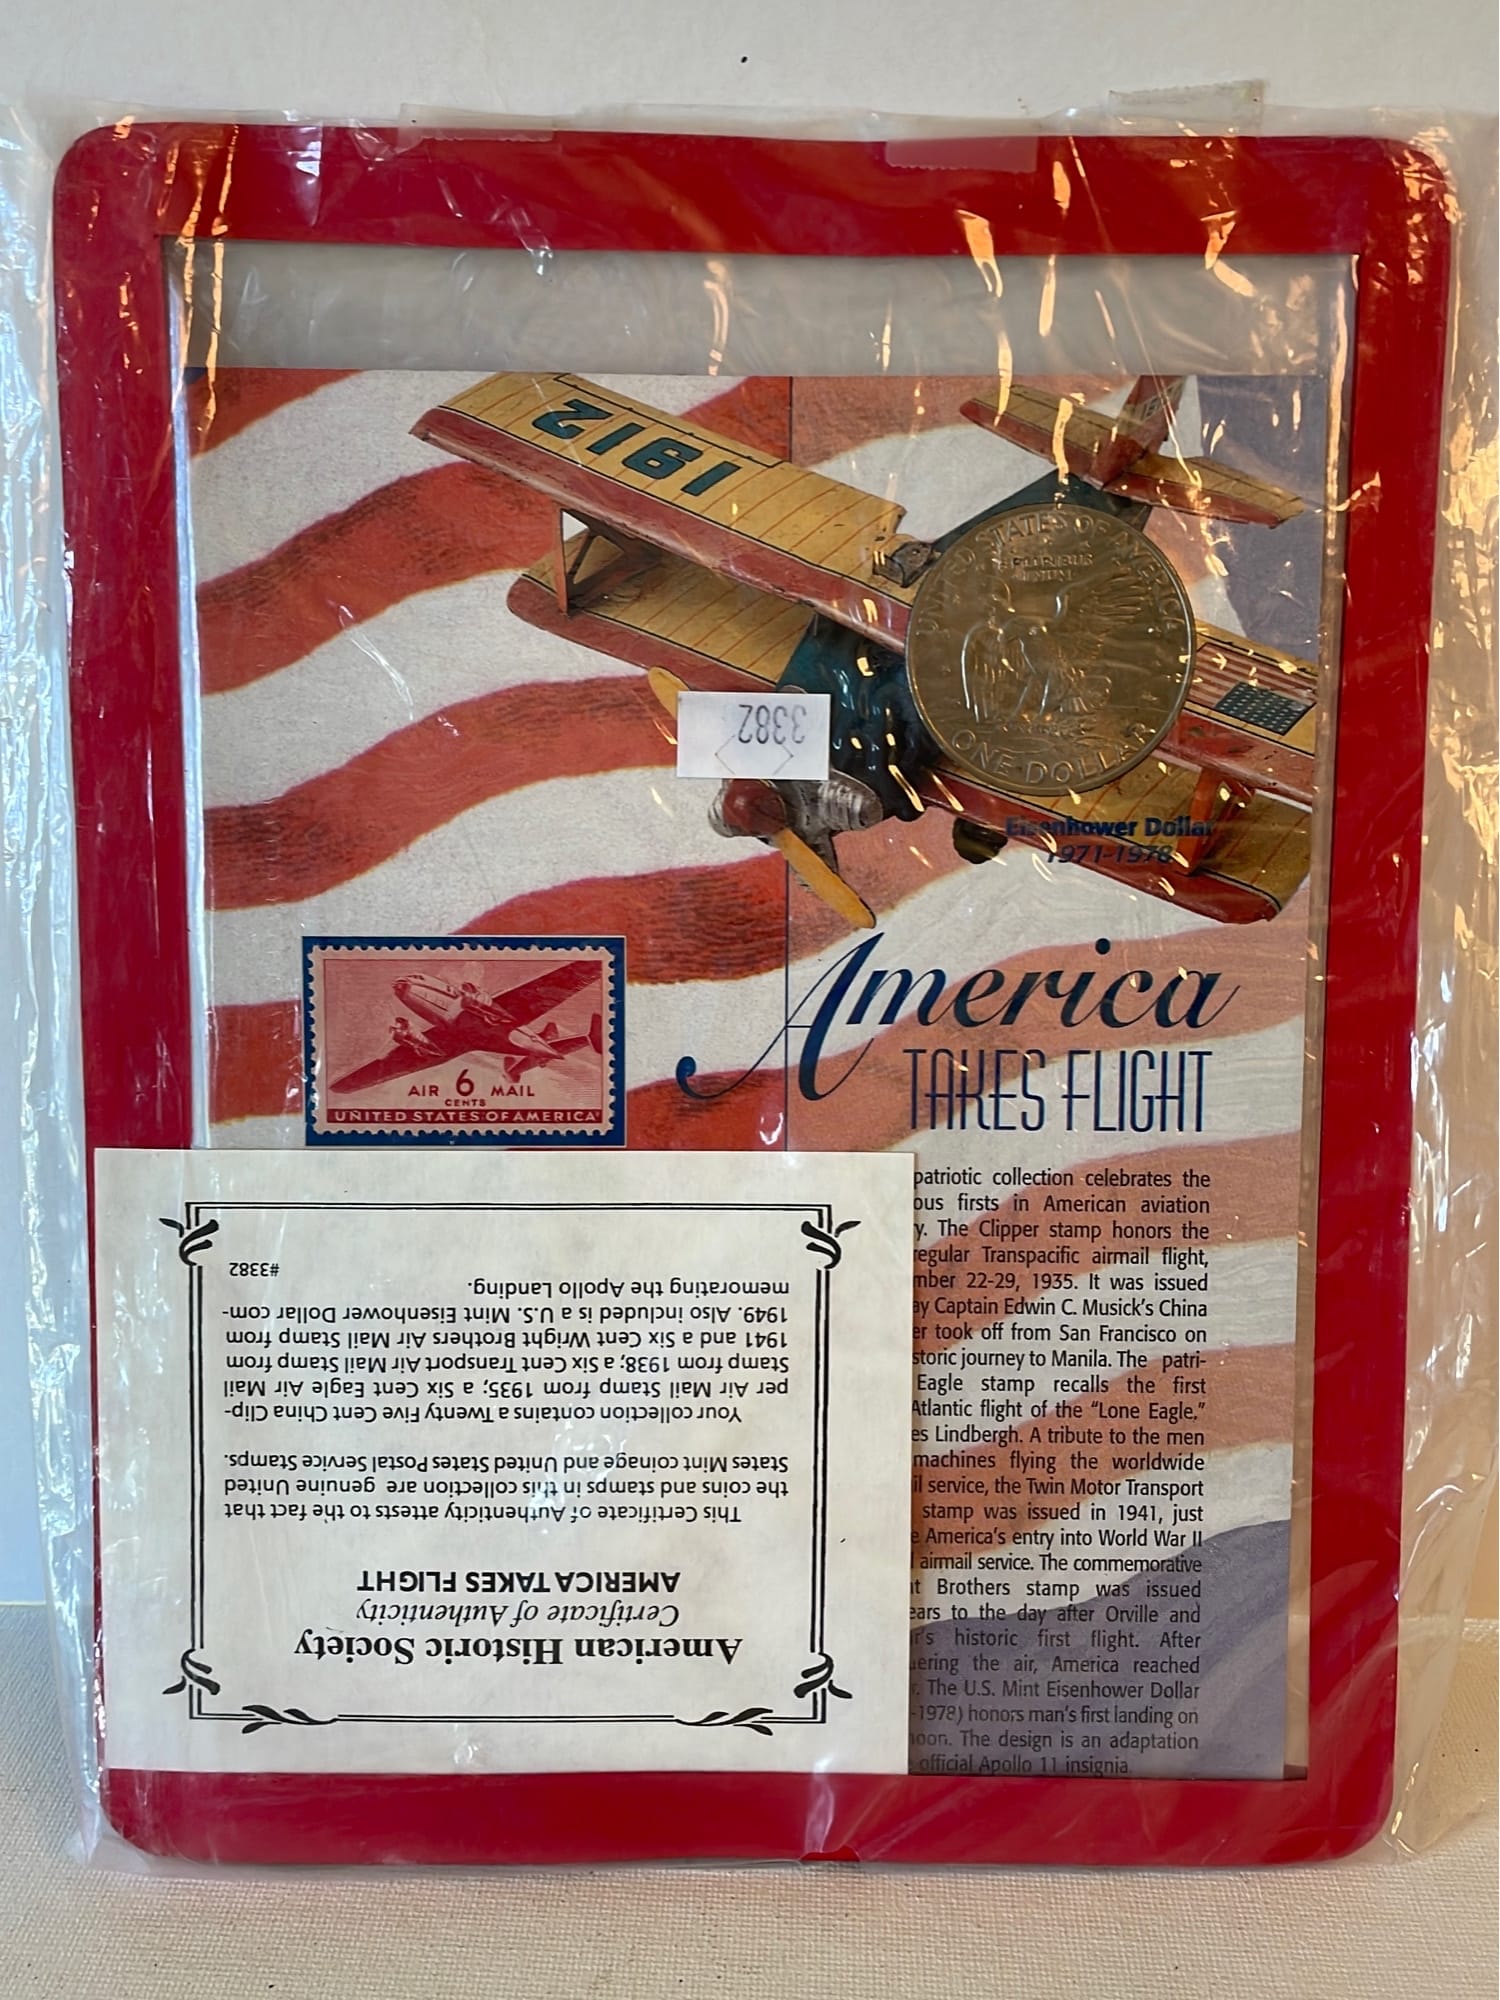 1912
UNITED STATES OF AMERICA
E PLURIBUS
UNUM
ONE DOLLAR
3382
Eisenhower Dollar
1971-1978
America
TAKES FLIGHT
AIR 6 MAIL
CENTS
UNITED STATES OF AMERICA
patriotic collection celebrates the
ous firsts in American aviation
y. The Clipper stamp honors the
regular Transpacific airmail flight,
mber 22-29, 1935. It was issued
ay Captain Edwin C. Musick's China
er took off from San Francisco on
storic journey to Manila. The patri-
Eagle stamp recalls the first
Atlantic flight of the “Lone Eagle,”
es Lindbergh. A tribute to the men
machines flying the worldwide
il service, the Twin Motor Transport
stamp was issued in 1941, just
e America's entry into World War II
airmail service. The commemorative
t Brothers stamp was issued
ears to the day after Orville and
r's historic first flight. After
ering the air, America reached
r. The U.S. Mint Eisenhower Dollar
-1978) honors man's first landing on
oon. The design is an adaptation
official Apollo 11 insignia.
American Historic Society
Certificate of Authenticity
AMERICA TAKES FLIGHT
This Certificate of Authenticity attests to the fact that
the coins and stamps in this collection are genuine United
States Mint coinage and United States Postal Service Stamps.
Your collection contains a Twenty Five Cent China Clip-
per Air Mail Stamp from 1935; a Six Cent Eagle Air Mail
Stamp from 1938; a Six Cent Transport Air Mail Stamp from
1941 and a Six Cent Wright Brothers Air Mail Stamp from
1949. Also included is a U.S. Mint Eisenhower Dollar com-
memorating the Apollo Landing.
#3382